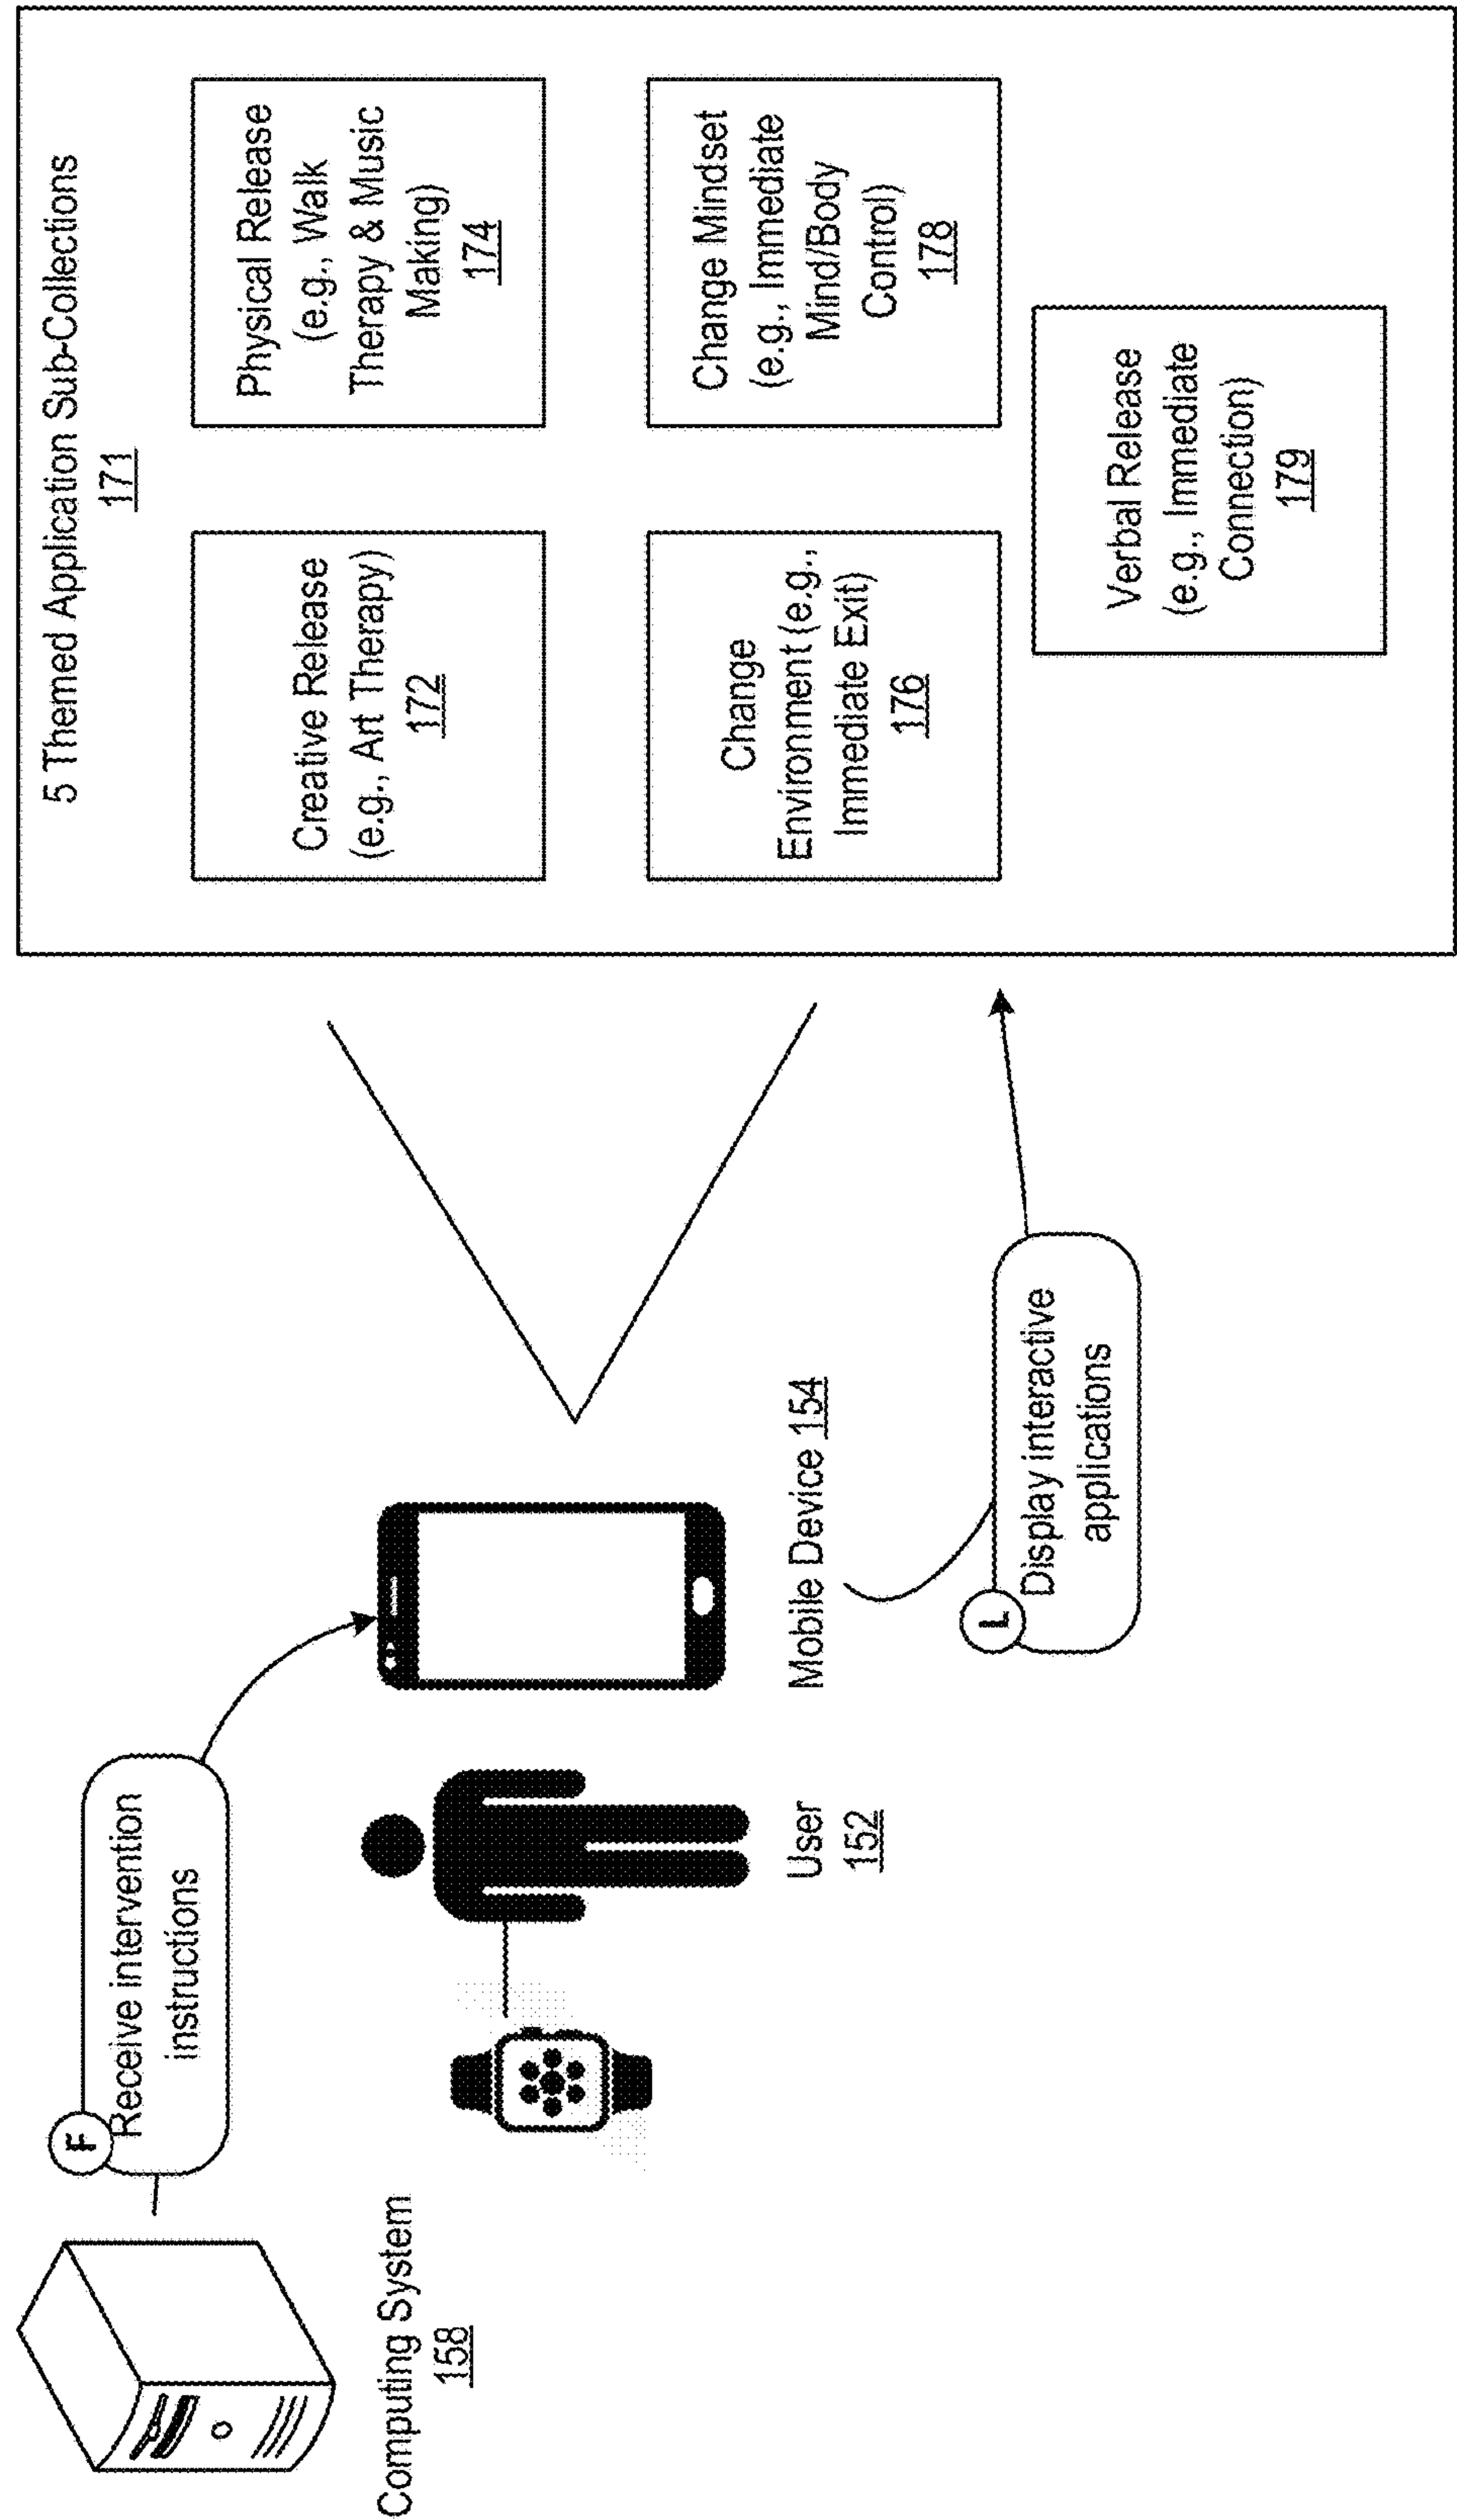 F
Receive intervention
instructions
Computing System
158
User
152
Mobile Device 154
L
Display interactive
applications
5 Themed Application Sub-Collections
171
Creative Release
(e.g., Art Therapy)
172
Physical Release
(e.g., Walk
Therapy & Music
Making)
174
Change
Environment (e.g.,
Immediate Exit)
176
Change Mindset
(e.g., Immediate
Mind/Body
Control)
178
Verbal Release
(e.g., Immediate
Connection)
179